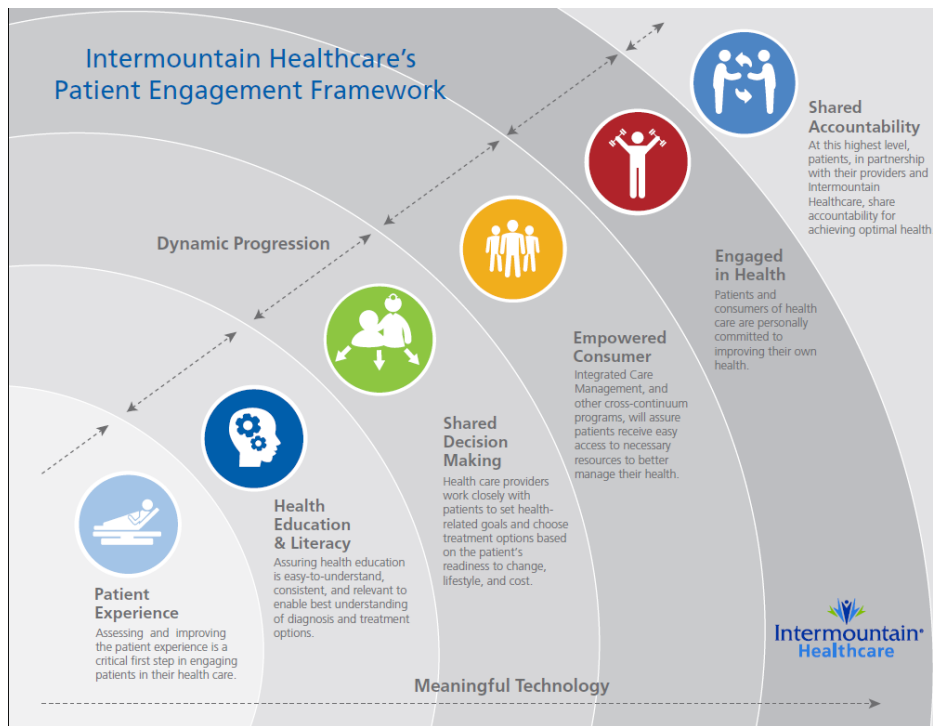 Intermountain Healthcare's
Patient Engagement Framework
Shared
Accountability
At this highest level,
patients, in partnership
with their providers and
Intermountain
Healthcare, share
accountability for
achieving optimal health
Dynamic Progression
Engaged
in Health
Patients and
consumers of health
care are personally
committed to
improving their own
health.
Empowered
Consumer
Integrated Care
Management, and
other cross-continuum
programs, will assure
patients receive easy
access to necessary
resources to better
manage their health.
Shared
Decision
Making
Health care providers
work closely with
patients to set health-
related goals and choose
treatment options based
on the patient's
readiness to change,
lifestyle, and cost.
Health
Education
& Literacy
Assuring health education
is easy-to-understand,
consistent, and relevant to
enable best understanding
of diagnosis and treatment
options.
Patient
Experience
Assessing and improving
the patient experience is a
critical first step in engaging
patients in their health care.
Intermountain®
Healthcare
Meaningful Technology